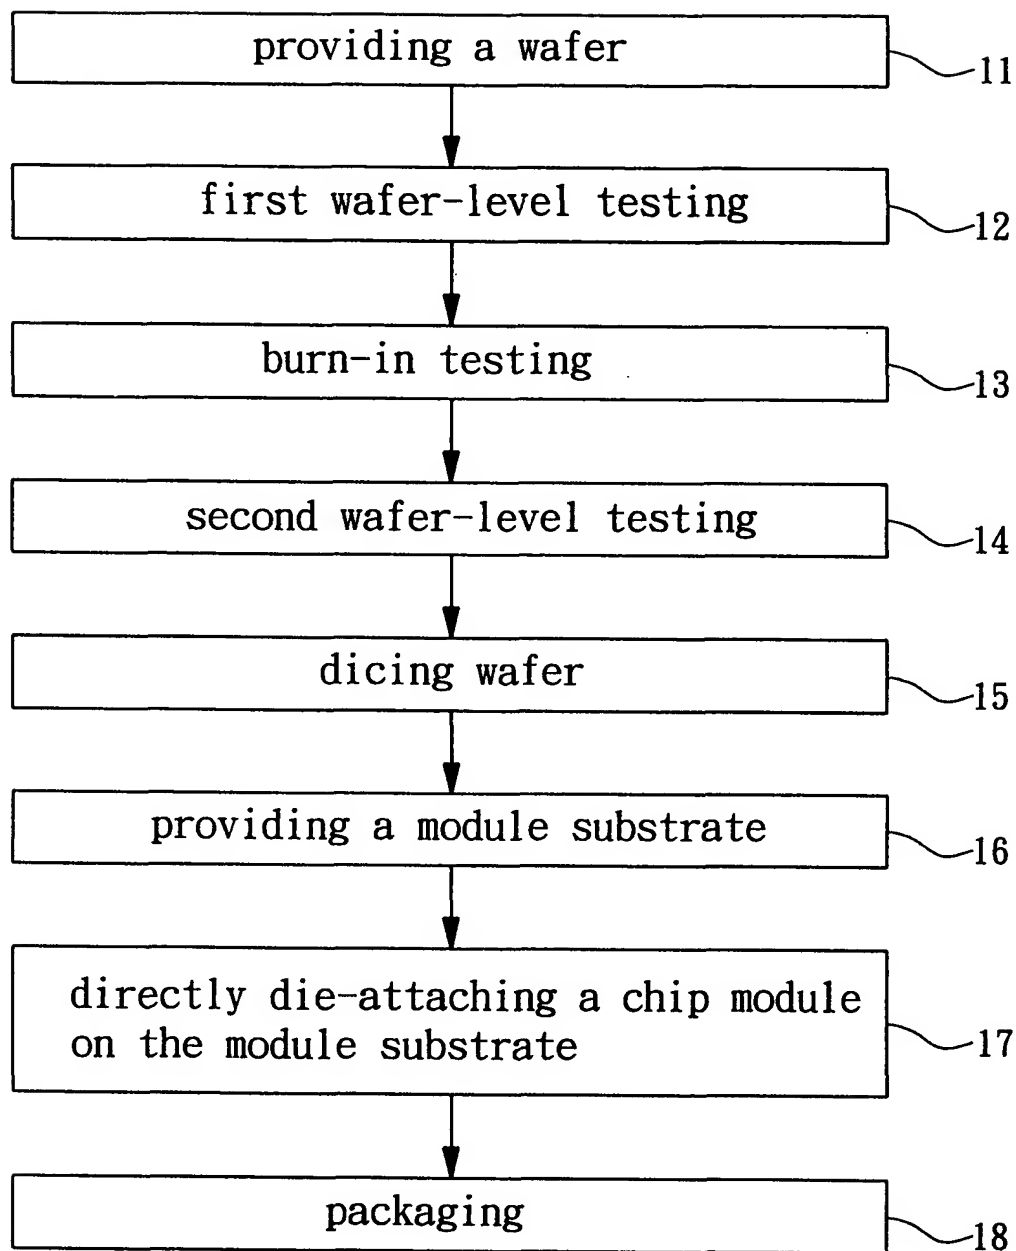 providing a wafer
11
first wafer-level testing
12
burn-in testing
13
second wafer-level testing
14
dicing wafer
15
providing a module substrate
16
directly die-attaching a chip module
on the module substrate
17
packaging
18